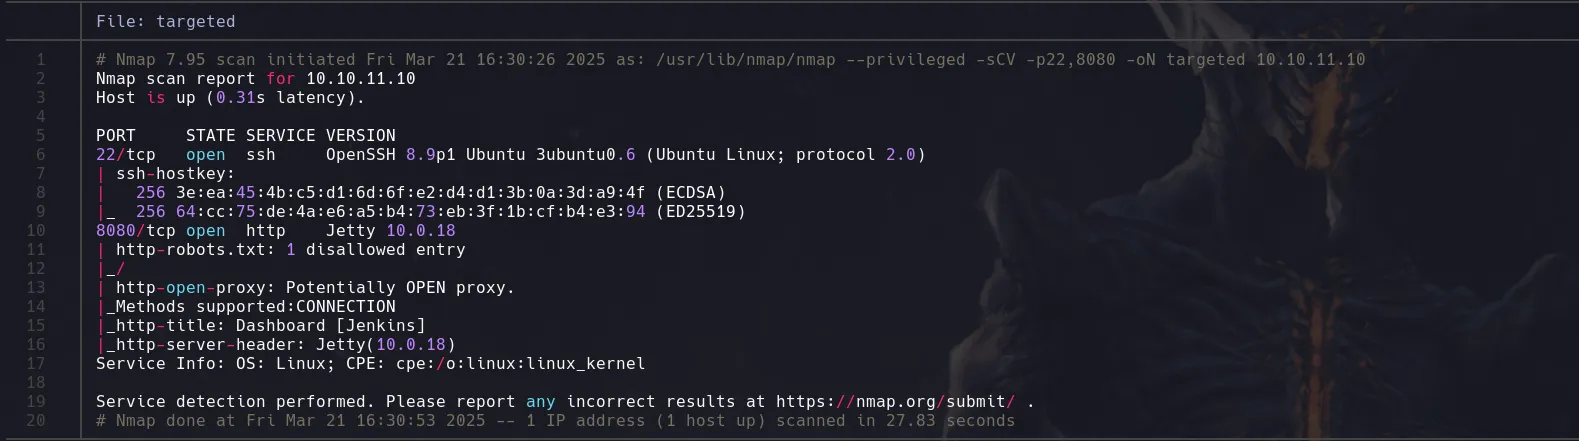 File: targeted
1 # Nmap 7.95 scan initiated Fri Mar 21 16:30:26 2025 as: /usr/lib/nmap/nmap --privileged -sCV -p22,8080 -oN targeted 10.10.11.10
2 Nmap scan report for 10.10.11.10
3 Host is up (0.31s latency).
4
5 PORT     STATE SERVICE VERSION
6 22/tcp   open  ssh     OpenSSH 8.9p1 Ubuntu 3ubuntu0.6 (Ubuntu Linux; protocol 2.0)
7 | ssh-hostkey:
8 |   256 3e:ea:45:4b:c5:d1:6d:6f:e2:d4:d1:3b:0a:3d:a9:4f (ECDSA)
9 |_  256 64:cc:75:de:4a:e6:a5:b4:73:eb:3f:1b:cf:b4:e3:94 (ED25519)
10 8080/tcp open  http    Jetty 10.0.18
11 | http-robots.txt: 1 disallowed entry
12 |_/
13 | http-open-proxy: Potentially OPEN proxy.
14 |_Methods supported:CONNECTION
15 |_http-title: Dashboard [Jenkins]
16 |_http-server-header: Jetty(10.0.18)
17 Service Info: OS: Linux; CPE: cpe:/o:linux:linux_kernel
18
19 Service detection performed. Please report any incorrect results at https://nmap.org/submit/ .
20 # Nmap done at Fri Mar 21 16:30:53 2025 -- 1 IP address (1 host up) scanned in 27.83 seconds